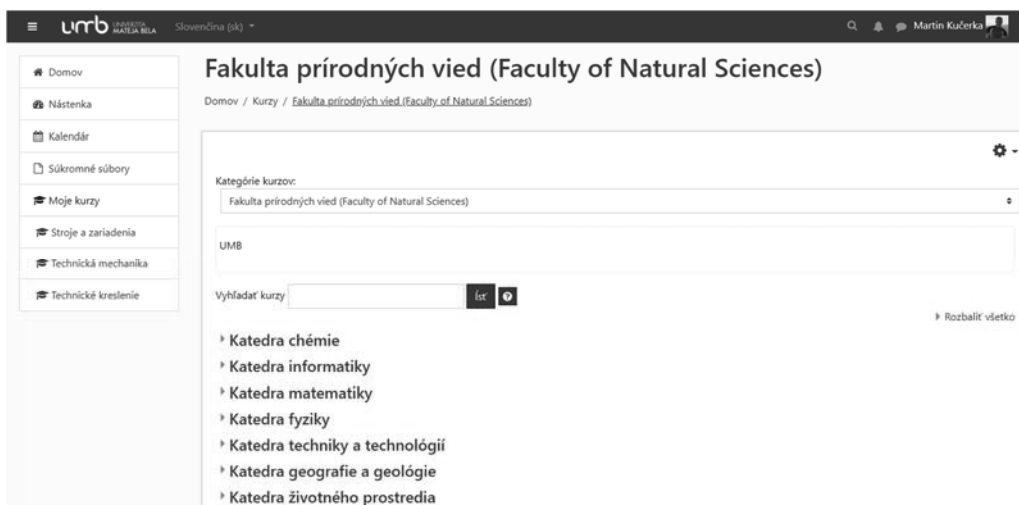 umb UNIVERZITA MATEJA BELA Slovenčina (sk) Martin Kučerka
Domov
Nástenka
Kalendár
Súkromné súbory
Moje kurzy
Stroje a zariadenia
Technická mechanika
Technické kreslenie
Fakulta prírodných vied (Faculty of Natural Sciences)
Domov / Kurzy / Fakulta prírodných vied (Faculty of Natural Sciences)
Kategórie kurzov:
Fakulta prírodných vied (Faculty of Natural Sciences)
UMB
Vyhľadať kurzy Ísť
Rozbaliť všetko
Katedra chémie
Katedra informatiky
Katedra matematiky
Katedra fyziky
Katedra techniky a technológií
Katedra geografie a geológie
Katedra životného prostredia